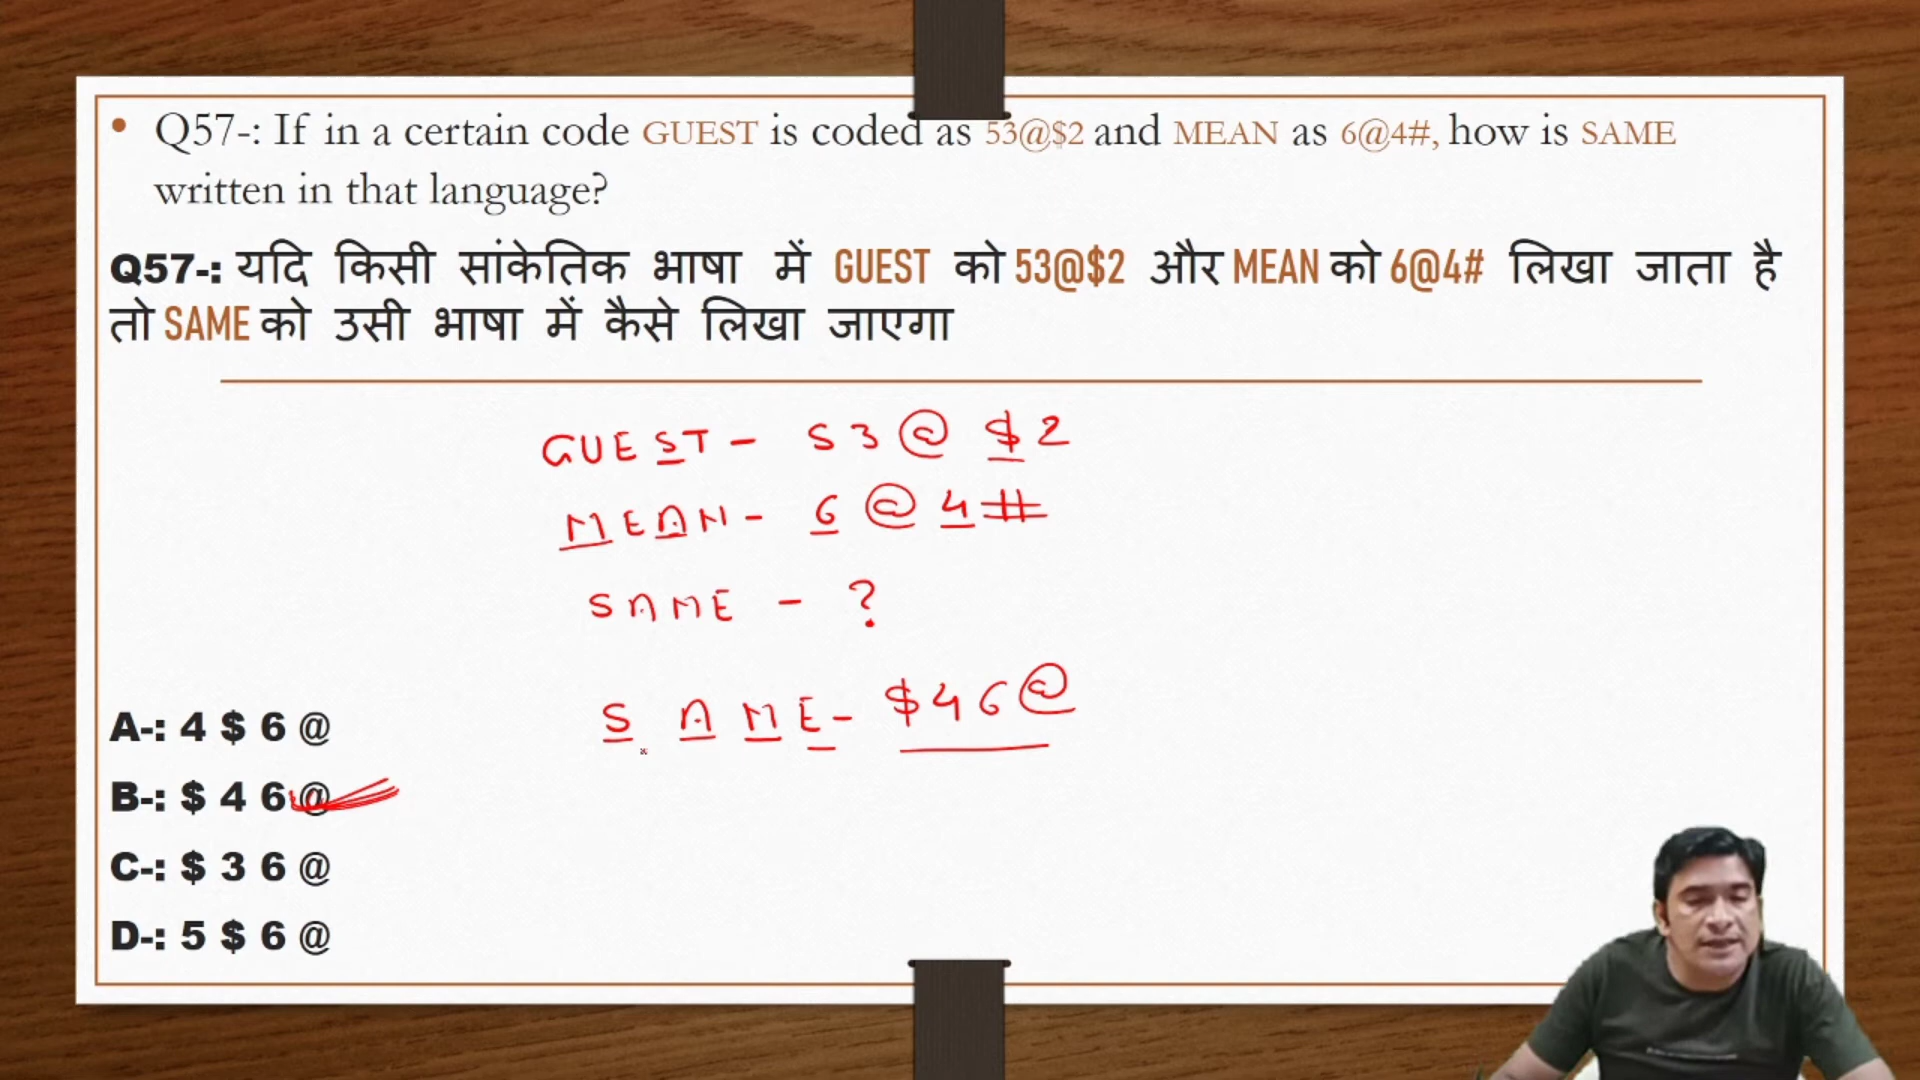 • Q57-: If in a certain code GUEST is coded as 53@$2 and MEAN as 6@4#, how is SAME
written in that language?
Q57-: यदि किसी सांकेतिक भाषा में GUEST को 53@$2 और MEAN को 6@4# लिखा जाता है
तो SAME को उसी भाषा में कैसे लिखा जाएगा
GUEST - 53@$2
MEAN - 6@4#
SAME - ?
SAME - $46@
A-: 4 $ 6 @
B-: $ 4 6 @
C-: $ 3 6 @
D-: 5 $ 6 @